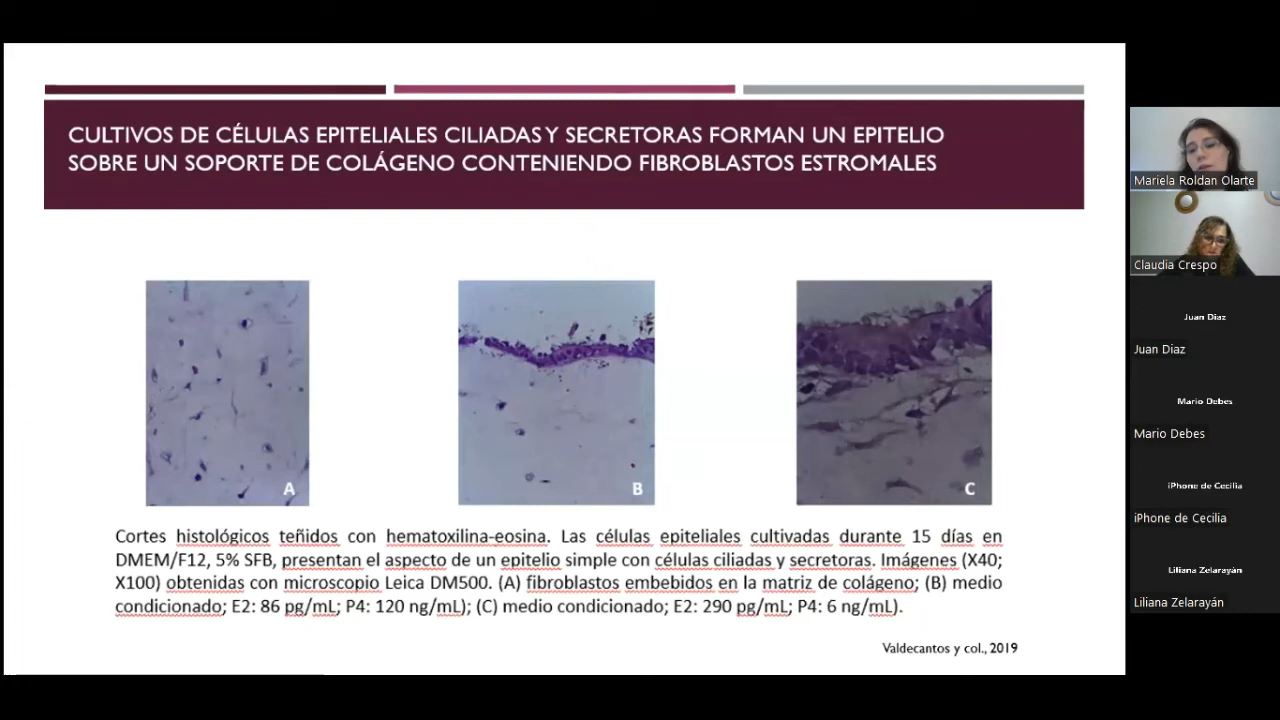 CULTIVOS DE CÉLULAS EPITELIALES CILIADAS Y SECRETORAS FORMAN UN EPITELIO
SOBRE UN SOPORTE DE COLÁGENO CONTENIENDO FIBROBLASTOS ESTROMALES
A
B
C
Cortes histológicos teñidos con hematoxilina-eosina. Las células epiteliales cultivadas durante 15 días en
DMEM/F12, 5% SFB, presentan el aspecto de un epitelio simple con células ciliadas y secretoras. Imágenes (X40;
X100) obtenidas con microscopio Leica DM500. (A) fibroblastos embebidos en la matriz de colágeno; (B) medio
condicionado; E2: 86 pg/mL; P4: 120 ng/mL); (C) medio condicionado; E2: 290 pg/mL; P4: 6 ng/mL).
Valdecantos y col., 2019
Mariela Roldan Olarte
Claudia Crespo
Juan Diaz
Juan Diaz
Mario Debes
Mario Debes
iPhone de Cecilia
iPhone de Cecilia
Liliana Zelarayán
Liliana Zelarayán